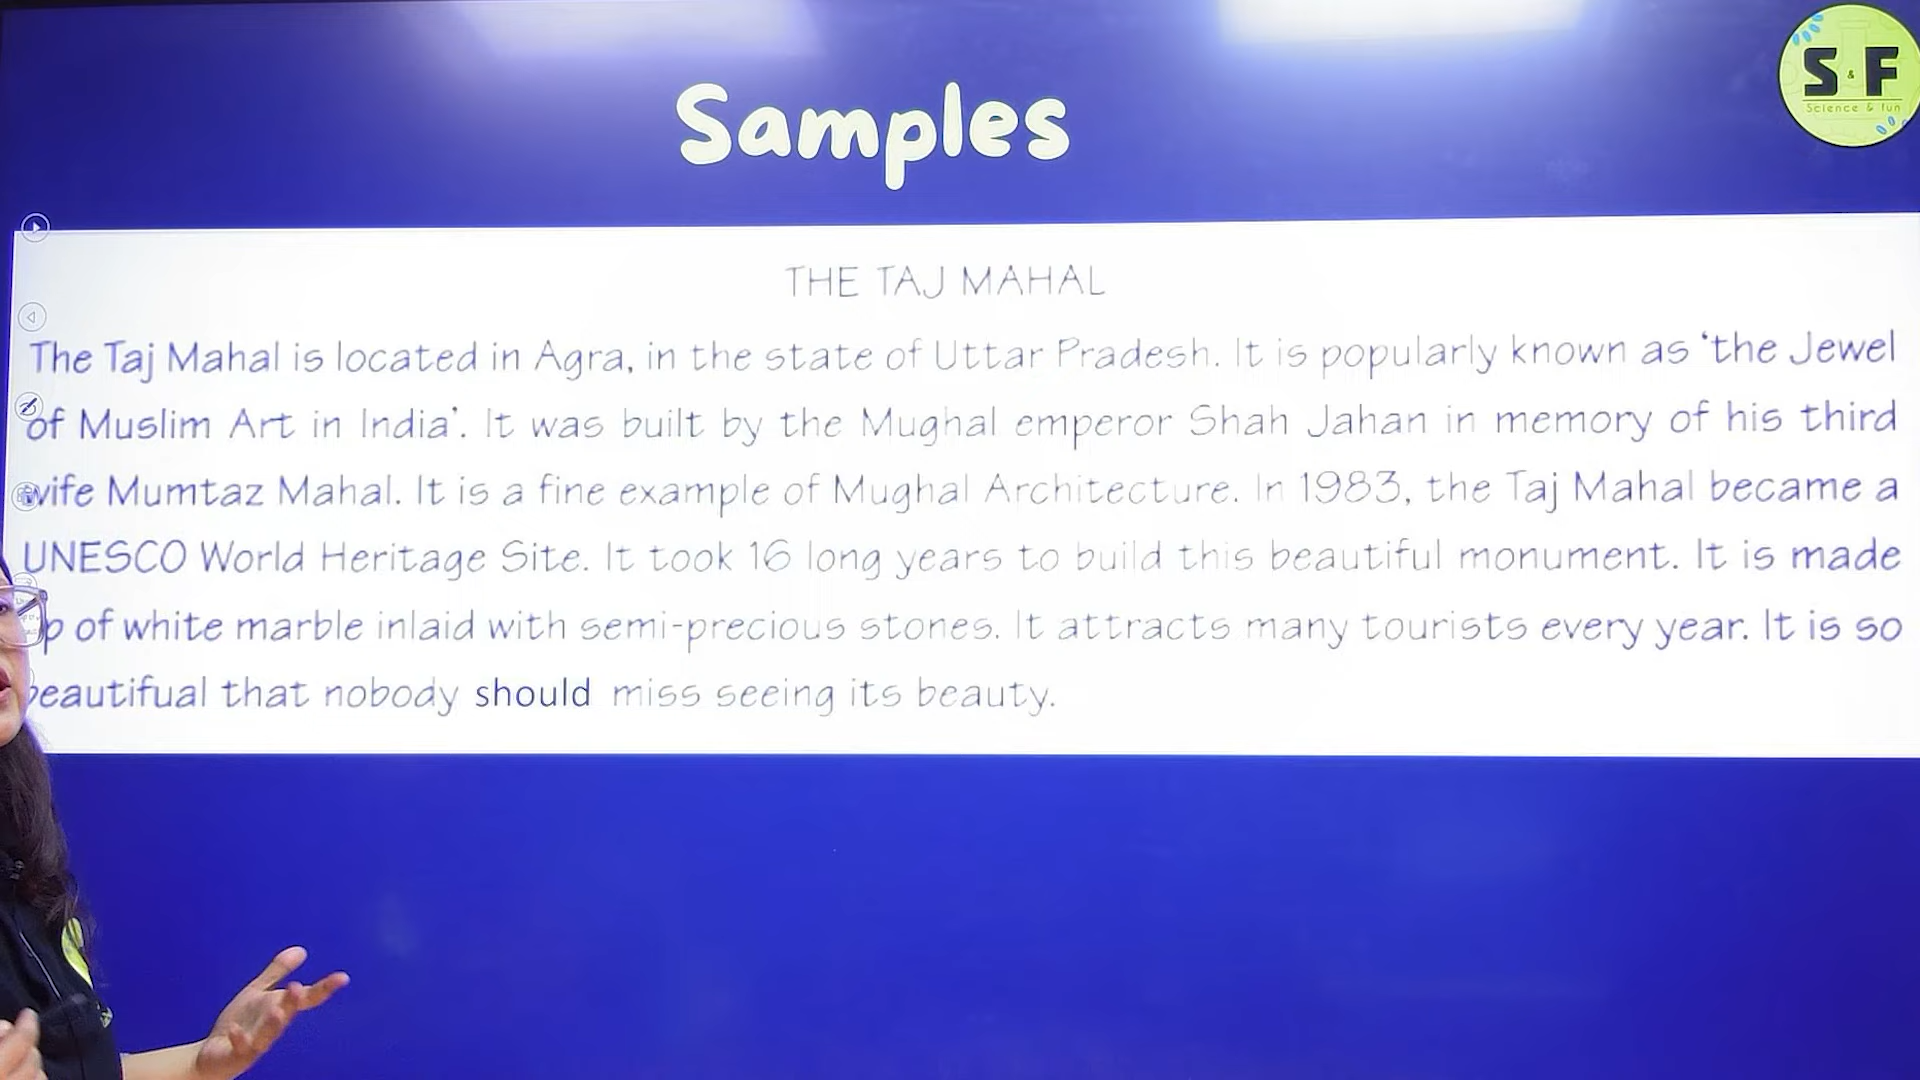 Samples
S & F
Science & fun
THE TAJ MAHAL
The Taj Mahal is located in Agra, in the state of Uttar Pradesh. It is popularly known as ‘the Jewel
of Muslim Art in India’. It was built by the Mughal emperor Shah Jahan in memory of his third
wife Mumtaz Mahal. It is a fine example of Mughal Architecture. In 1983, the Taj Mahal became a
UNESCO World Heritage Site. It took 16 long years to build this beautiful monument. It is made
of white marble inlaid with semi-precious stones. It attracts many tourists every year. It is so
beautifual that nobody should miss seeing its beauty.